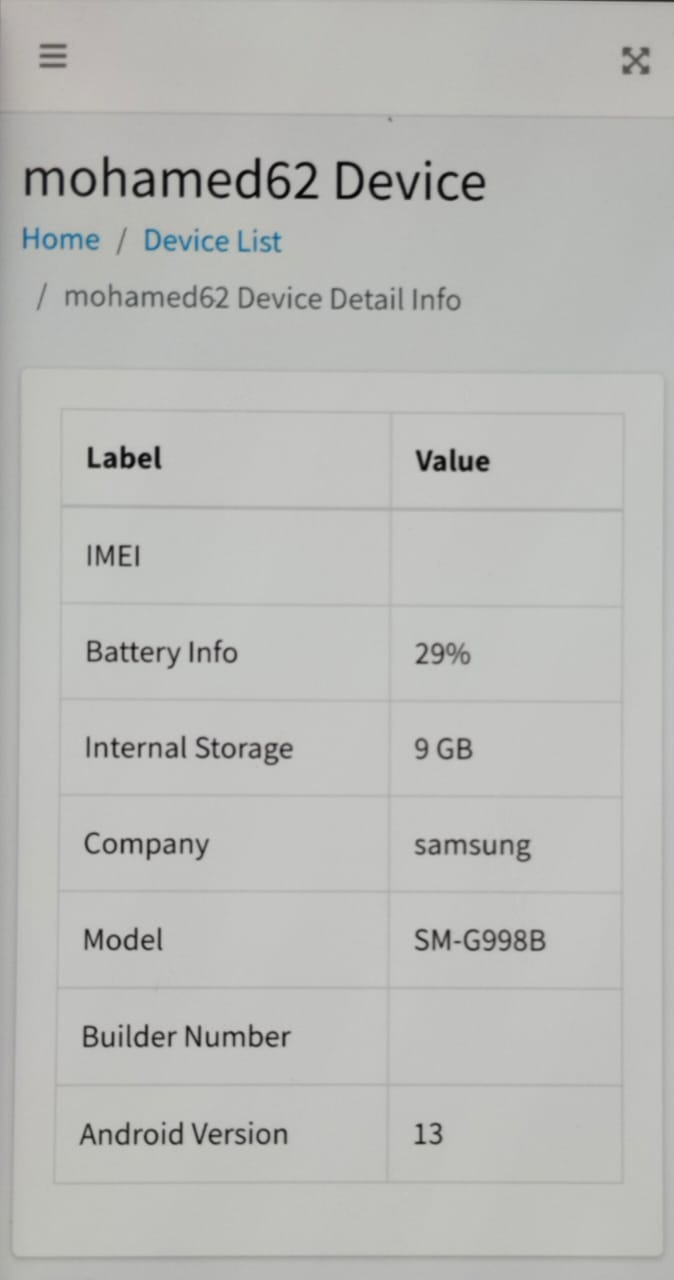 mohamed62 Device
Home / Device List
/ mohamed62 Device Detail Info
Label Value
IMEI
Battery Info 29%
Internal Storage 9 GB
Company samsung
Model SM-G998B
Builder Number
Android Version 13